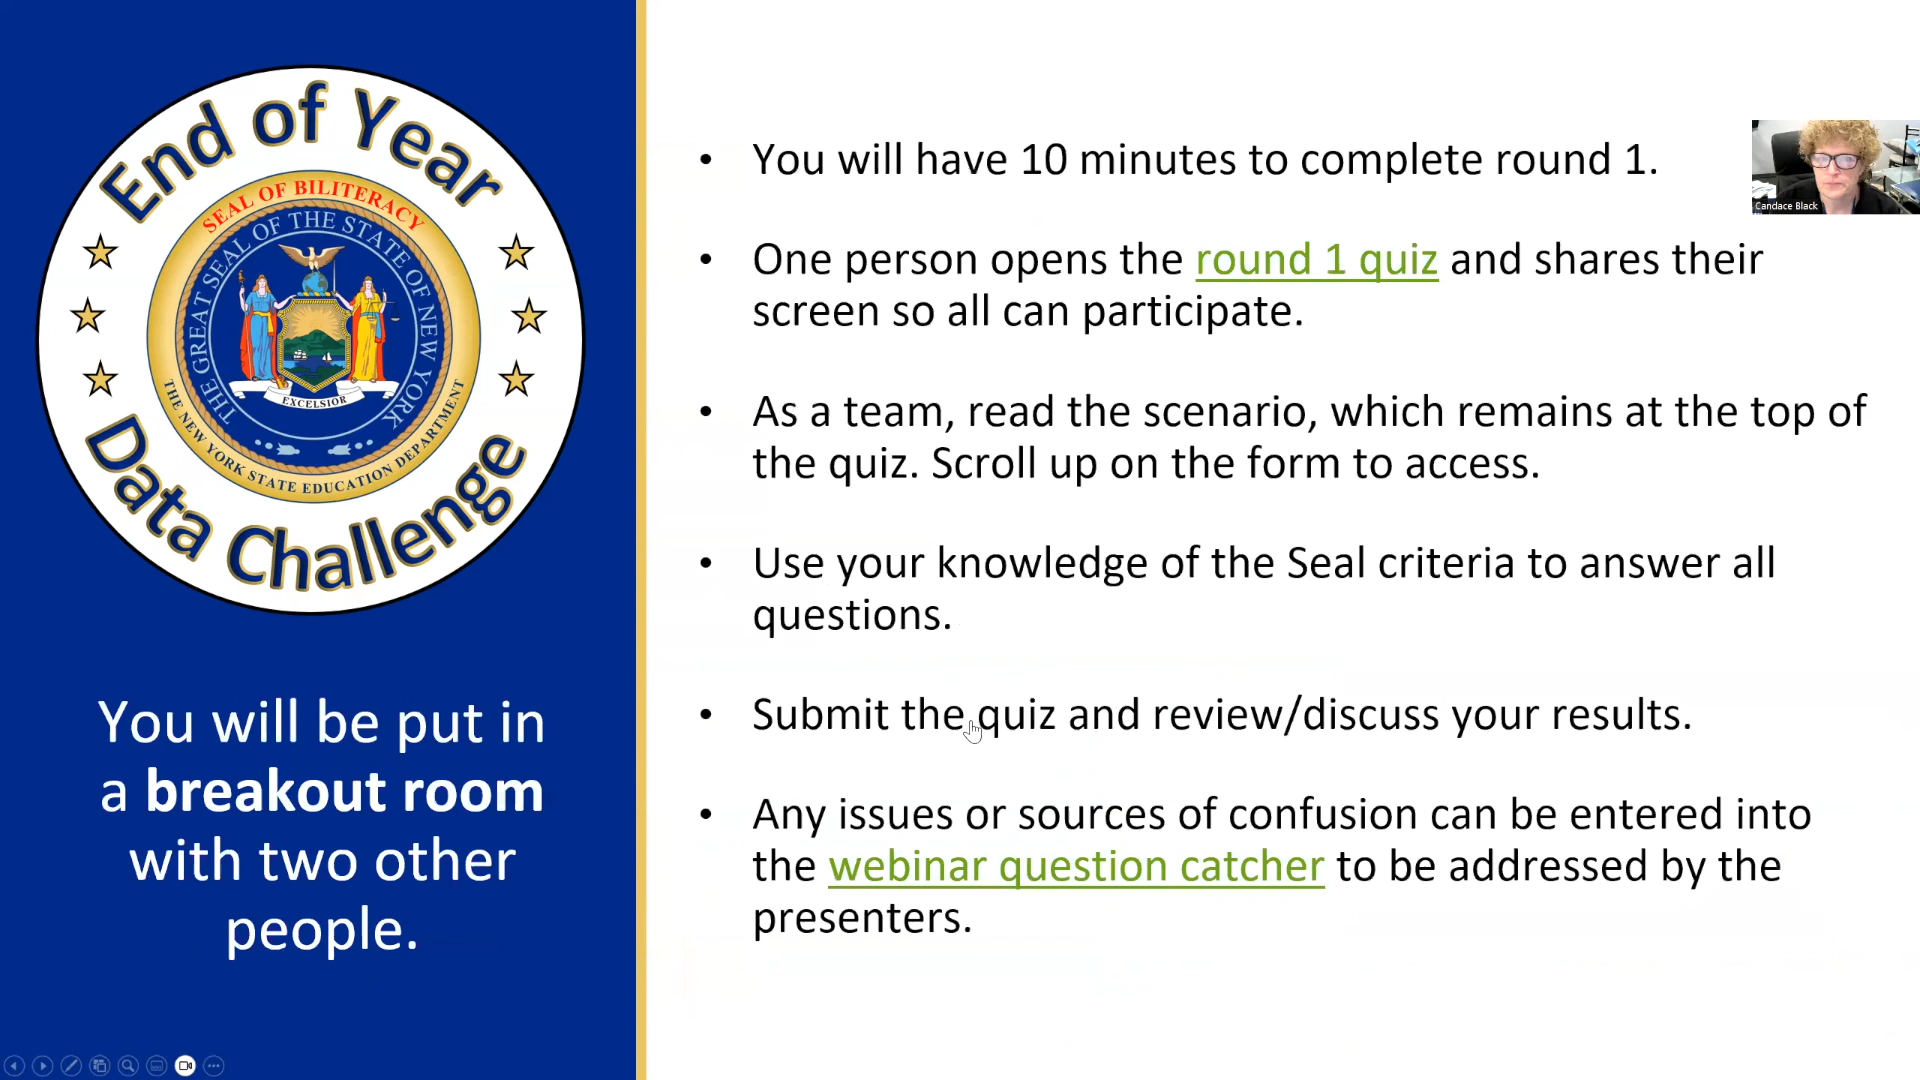 End of Year
SEAL OF BILITERACY
THE GREAT SEAL OF THE STATE OF NEW YORK
EXCELSIOR
THE NEW YORK STATE EDUCATION DEPARTMENT
Data Challenge
You will be put in
a breakout room
with two other
people.
• You will have 10 minutes to complete round 1.
• One person opens the round 1 quiz and shares their
screen so all can participate.
• As a team, read the scenario, which remains at the top of
the quiz. Scroll up on the form to access.
• Use your knowledge of the Seal criteria to answer all
questions.
• Submit the quiz and review/discuss your results.
• Any issues or sources of confusion can be entered into
the webinar question catcher to be addressed by the
presenters.
Candace Black